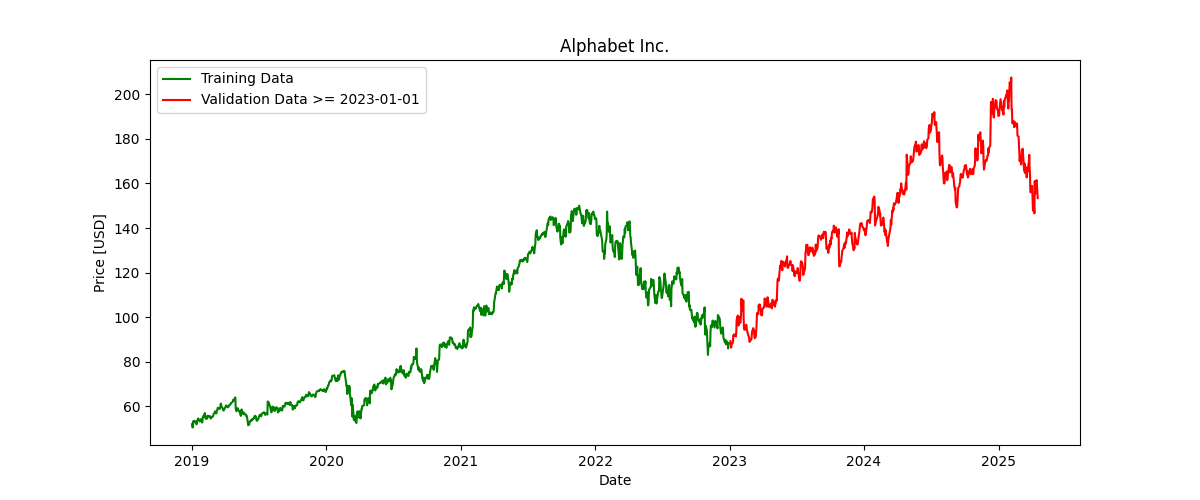 Alphabet Inc.
Training Data
Validation Data >= 2023-01-01
Price [USD]
200
180
160
140
120
100
80
60
2019 2020 2021 2022 2023 2024 2025
Date